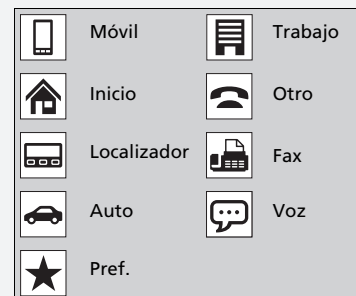 Móvil
Trabajo
Inicio
Otro
Localizador
Fax
Auto
Voz
Pref.